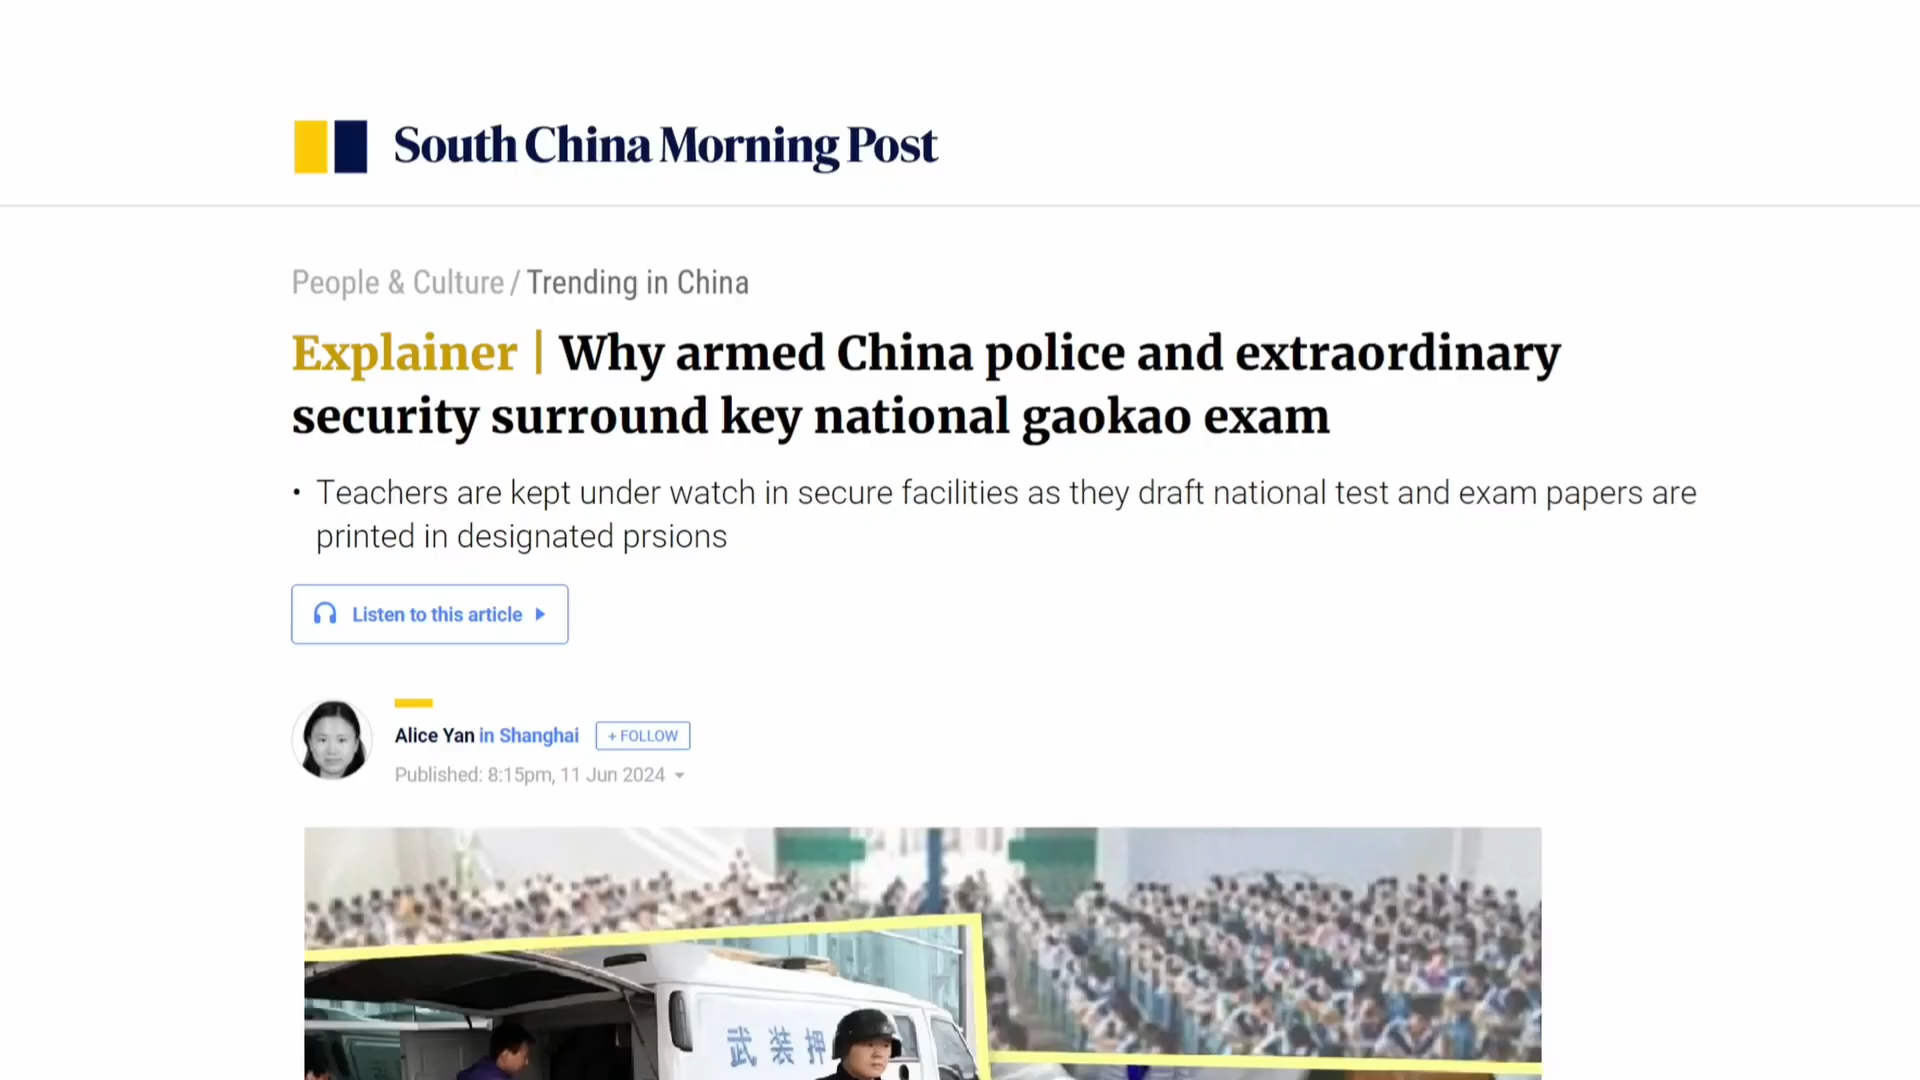 South China Morning Post
People & Culture / Trending in China
Explainer | Why armed China police and extraordinary
security surround key national gaokao exam
• Teachers are kept under watch in secure facilities as they draft national test and exam papers are
printed in designated prsions
Listen to this article
Alice Yan in Shanghai + FOLLOW
Published: 8:15pm, 11 Jun 2024
武装押